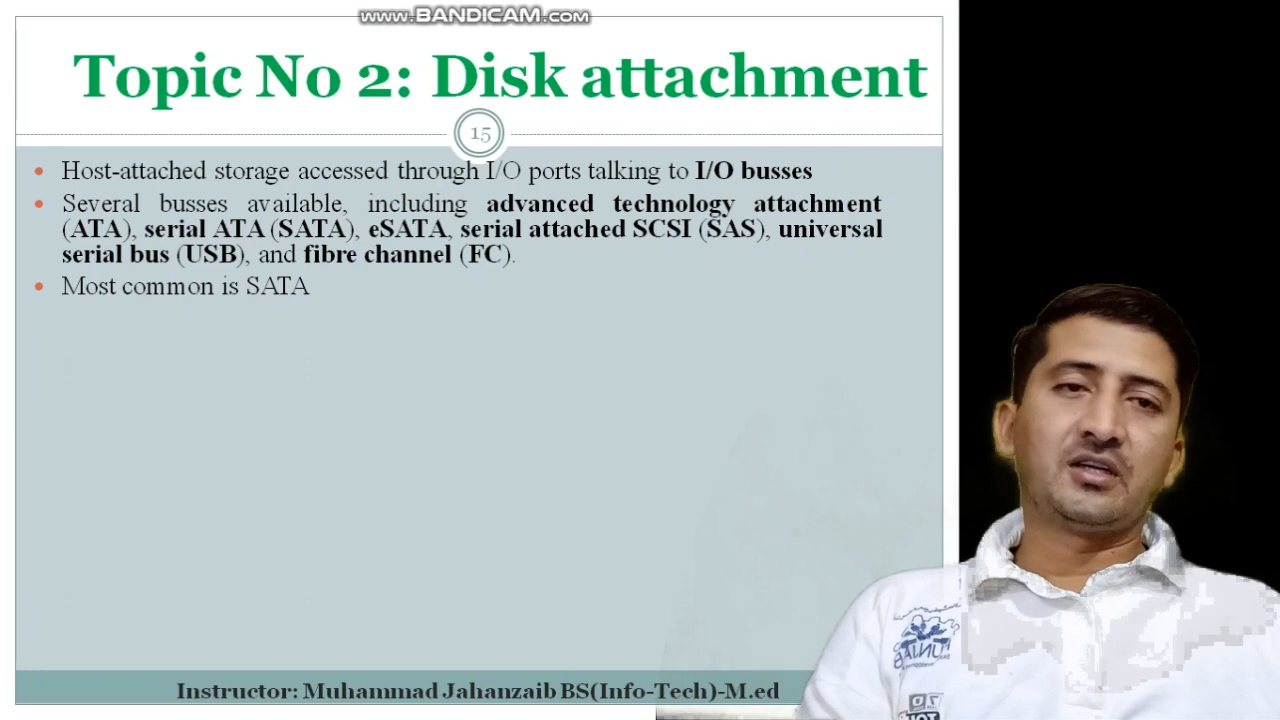 www.BANDICAM.com
Topic No 2: Disk attachment
15
• Host-attached storage accessed through I/O ports talking to I/O busses
• Several busses available, including advanced technology attachment
(ATA), serial ATA (SATA), eSATA, serial attached SCSI (SAS), universal
serial bus (USB), and fibre channel (FC).
• Most common is SATA
Instructor: Muhammad Jahanzaib BS(Info-Tech)-M.ed